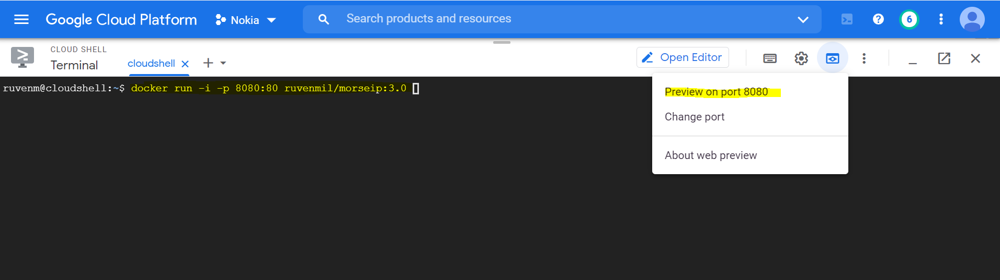 Google Cloud Platform Nokia Search products and resources 6
CLOUD SHELL
Terminal cloudshell Open Editor
ruvenm@cloudshell:~$ docker run -i -p 8080:80 ruvenmil/morseip:3.0
Preview on port 8080
Change port
About web preview